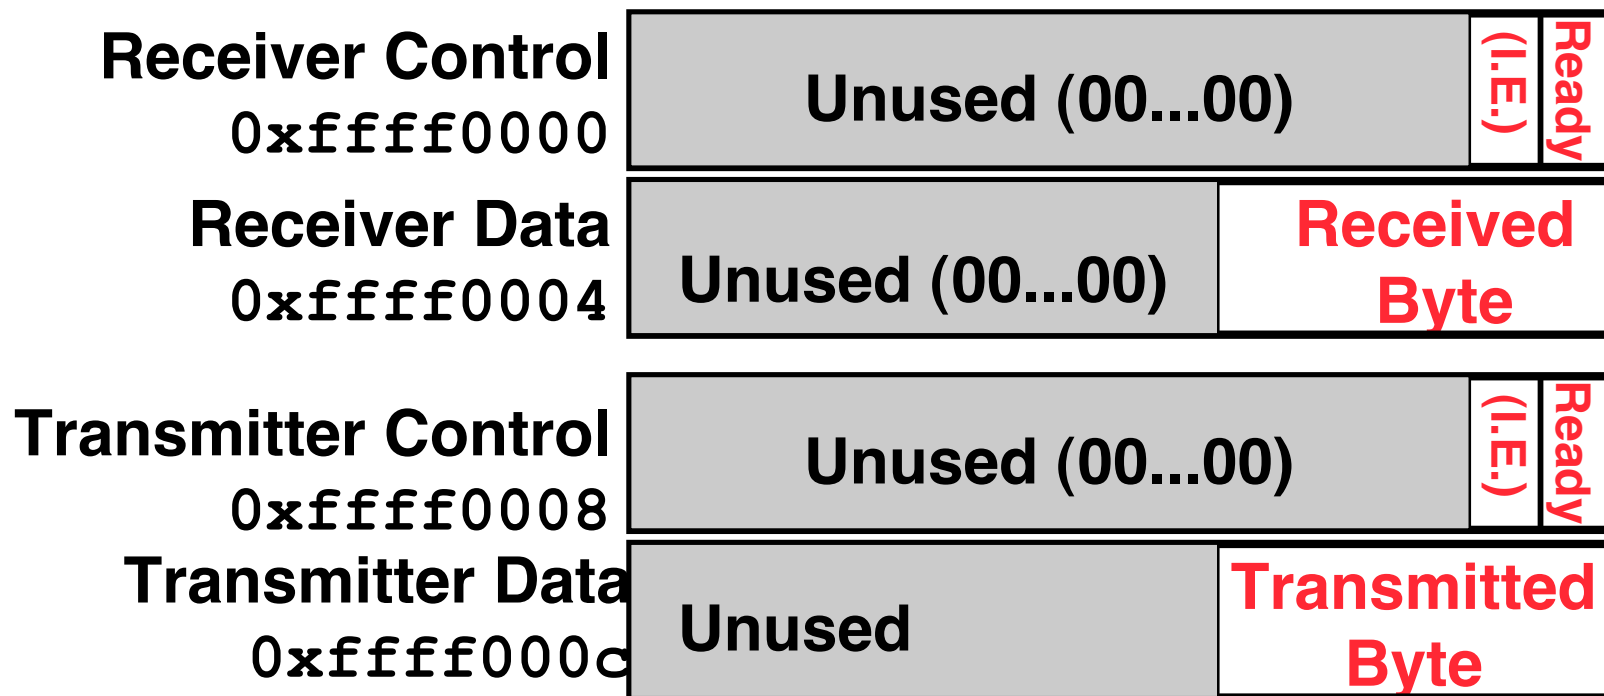 Receiver Control
0xffff0000
Unused (00...00)
(I.E.)
Ready
Receiver Data
0xffff0004
Unused (00...00)
Received
Byte
Transmitter Control
0xffff0008
Unused (00...00)
(I.E.)
Ready
Transmitter Data
0xffff000c
Unused
Transmitted
Byte